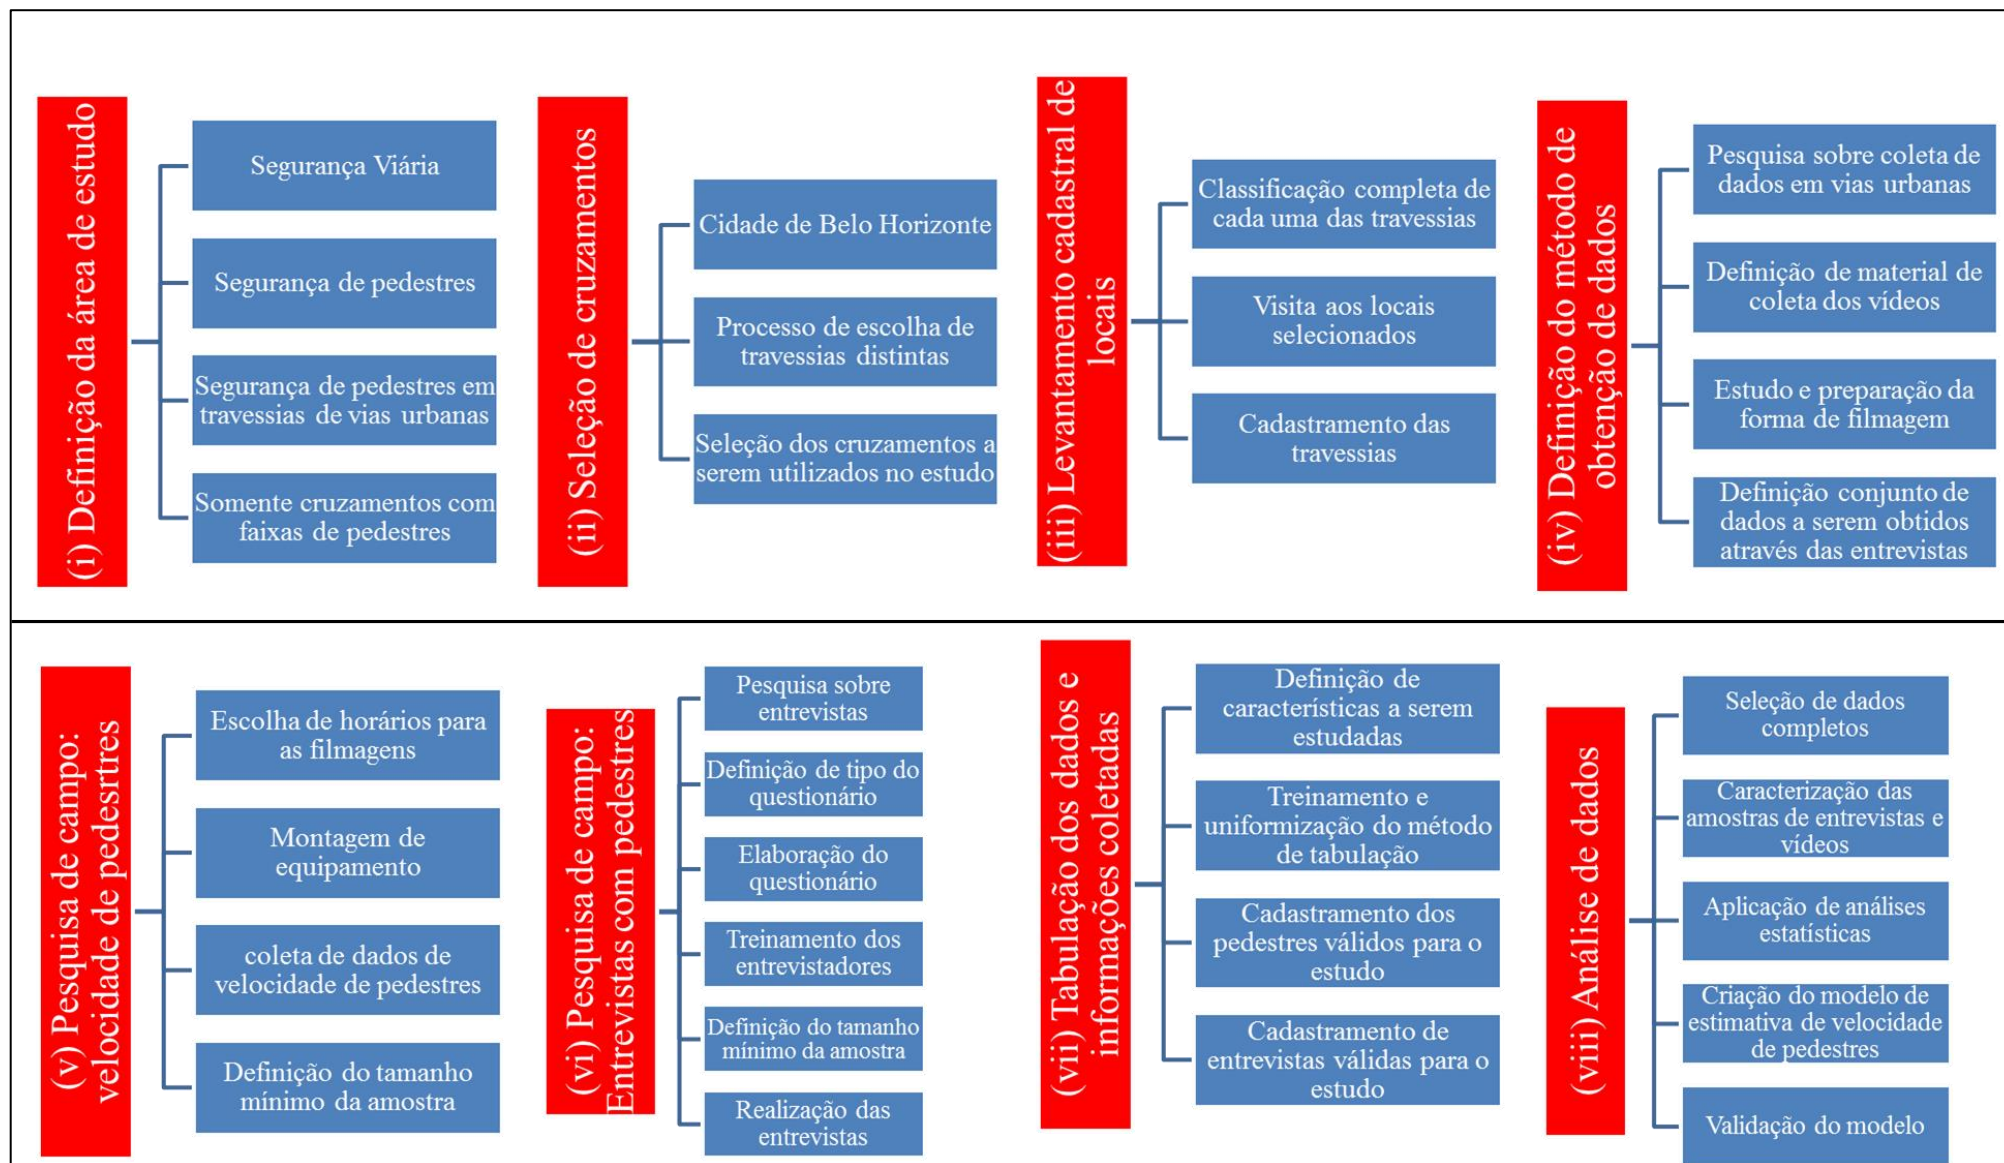 (i) Definição da área de estudo
Segurança Viária
Segurança de pedestres
Segurança de pedestres em
travessias de vias urbanas
Somente cruzamentos com
faixas de pedestres
(ii) Seleção de cruzamentos
Cidade de Belo Horizonte
Processo de escolha de
travessias distintas
Seleção dos cruzamentos a
serem utilizados no estudo
(iii) Levantamento cadastral de
locais
Classificação completa de
cada uma das travessias
Visita aos locais
selecionados
Cadastramento das
travessias
(iv) Definição do método de
obtenção de dados
Pesquisa sobre coleta de
dados em vias urbanas
Definição de material de
coleta dos vídeos
Estudo e preparação da
forma de filmagem
Definição conjunto de
dados a serem obtidos
através das entrevistas
(v) Pesquisa de campo:
velocidade de pedesrtres
Escolha de horários para
as filmagens
Montagem de
equipamento
coleta de dados de
velocidade de pedestres
Definição do tamanho
mínimo da amostra
(vi) Pesquisa de campo:
Entrevistas com pedestres
Pesquisa sobre
entrevistas
Definição de tipo do
questionário
Elaboração do
questionário
Treinamento dos
entrevistadores
Definição do tamanho
mínimo da amostra
Realização das
entrevistas
(vii) Tabulação dos dados e
informações coletadas
Definição de
características a serem
estudadas
Treinamento e
uniformização do método
de tabulação
Cadastramento dos
pedestres válidos para o
estudo
Cadastramento de
entrevistas válidas para o
estudo
(viii) Análise de dados
Seleção de dados
completos
Caracterização das
amostras de entrevistas e
vídeos
Aplicação de análises
estatísticas
Criação do modelo de
estimativa de velocidade
de pedestres
Validação do modelo